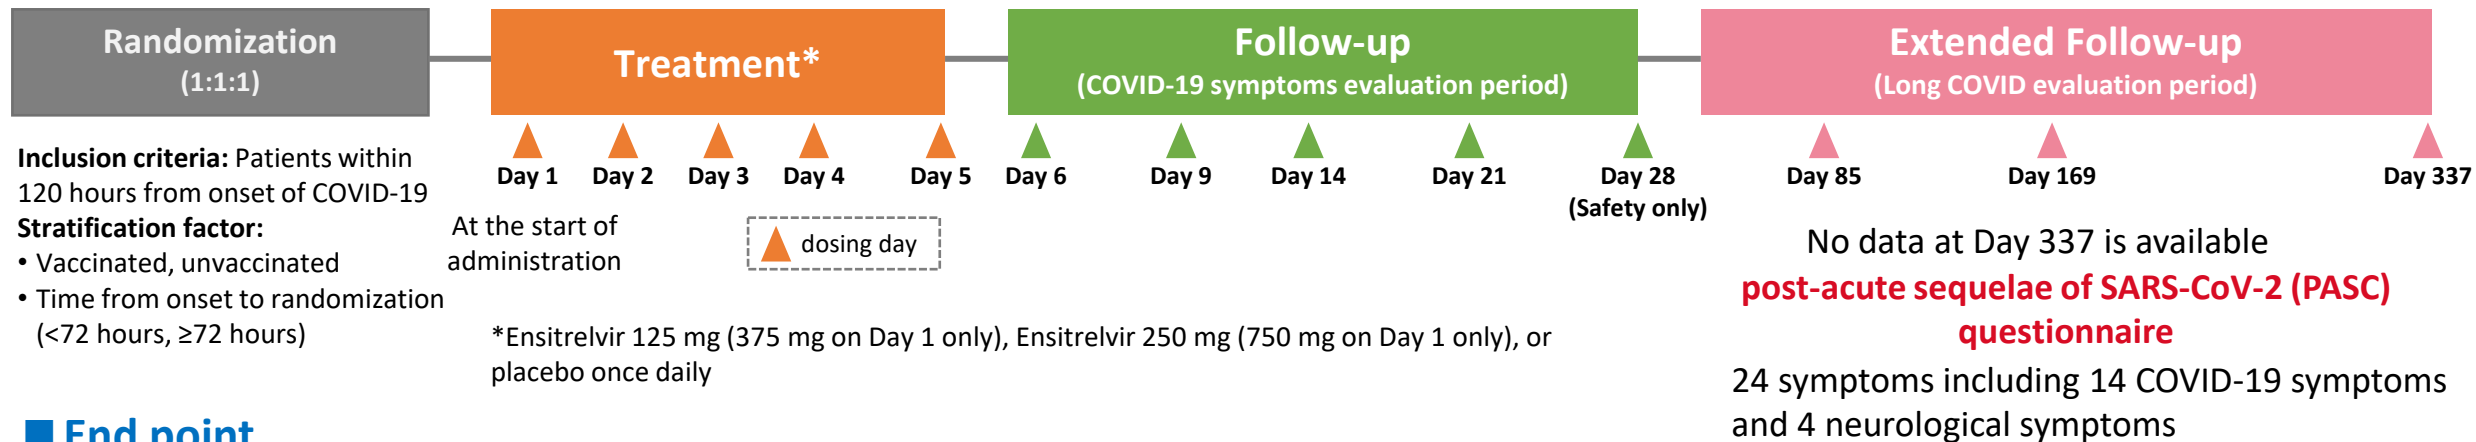 Randomization
(1:1:1)
Treatment*
Follow-up
(COVID-19 symptoms evaluation period)
Extended Follow-up
(Long COVID evaluation period)
Inclusion criteria: Patients within
120 hours from onset of COVID-19
Stratification factor:
• Vaccinated, unvaccinated
• Time from onset to randomization
(<72 hours, ≥72 hours)
Day 1 Day 2 Day 3 Day 4 Day 5 Day 6 Day 9 Day 14 Day 21 Day 28 Day 85 Day 169 Day 337
(Safety only)
At the start of
administration
dosing day
*Ensitrelvir 125 mg (375 mg on Day 1 only), Ensitrelvir 250 mg (750 mg on Day 1 only), or
placebo once daily
No data at Day 337 is available
post-acute sequelae of SARS-CoV-2 (PASC)
questionnaire
24 symptoms including 14 COVID-19 symptoms
and 4 neurological symptoms
■ End point